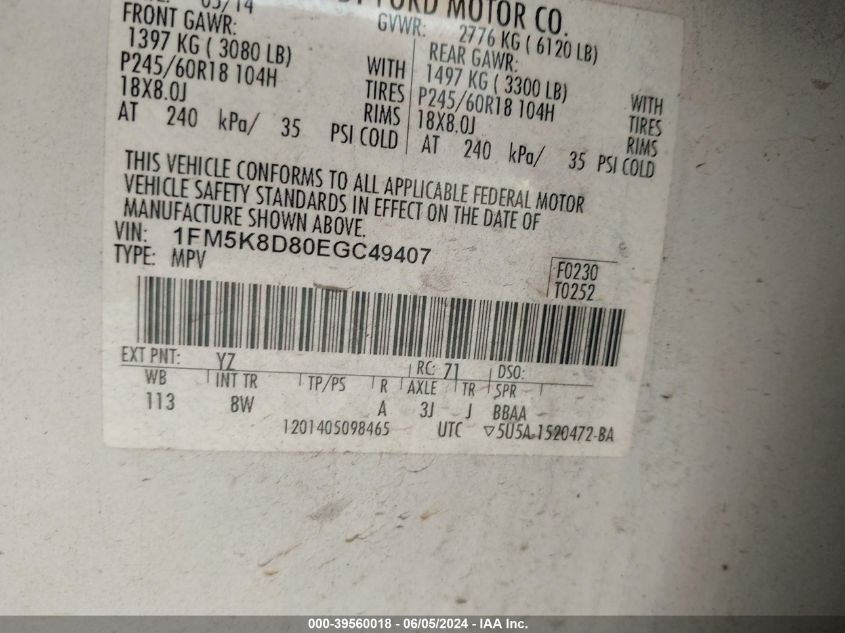 05/14
BY FORD MOTOR CO.
FRONT GAWR:
GVWR: 2776 KG ( 6120 LB)
1397 KG ( 3080 LB)
REAR GAWR:
1497 KG ( 3300 LB)
P245/60R18 104H WITH
P245/60R18 104H WITH
18X8.0J TIRES
18X8.0J TIRES
RIMS
RIMS
AT 240 kPa/ 35 PSI COLD
AT 240 kPa/ 35 PSI COLD
THIS VEHICLE CONFORMS TO ALL APPLICABLE FEDERAL MOTOR
VEHICLE SAFETY STANDARDS IN EFFECT ON THE DATE OF
MANUFACTURE SHOWN ABOVE.
VIN: 1FM5K8D80EGC49407
TYPE: MPV
F0230
T0252
EXT PNT: YZ RC: 71 DSO:
WB INT TR TP/PS R AXLE TR SPR
113 8W A 3J J BBAA
1201405098465 UTC ▽5U5A-1520472-BA
000-39560018 - 06/05/2024 - IAA Inc.